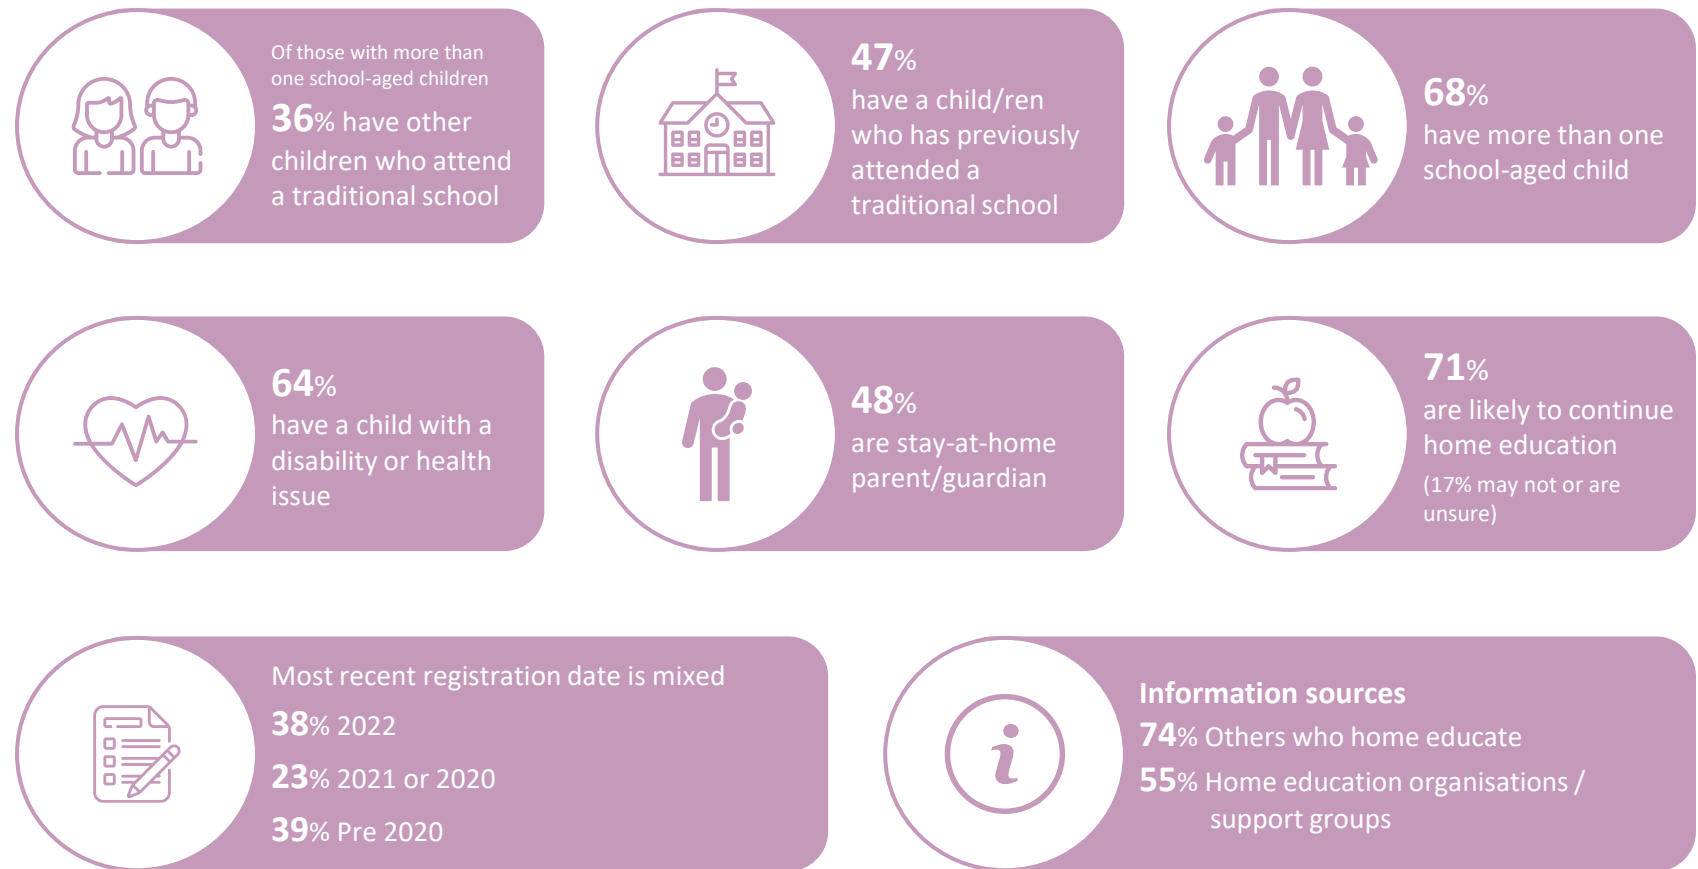 Of those with more than
one school-aged children
36% have other
children who attend
a traditional school
47%
have a child/ren
who has previously
attended a
traditional school
68%
have more than one
school-aged child
64%
have a child with a
disability or health
issue
48%
are stay-at-home
parent/guardian
71%
are likely to continue
home education
(17% may not or are
unsure)
Most recent registration date is mixed
38% 2022
23% 2021 or 2020
39% Pre 2020
i
Information sources
74% Others who home educate
55% Home education organisations /
support groups